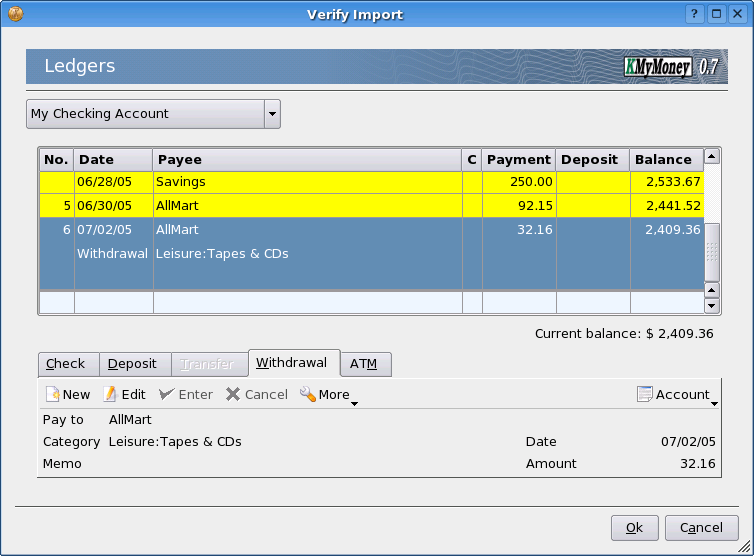 Verify Import
?
Ledgers
KMyMoney 0.7
My Checking Account
No. Date Payee C Payment Deposit Balance
06/28/05 Savings 250.00 2,533.67
5 06/30/05 AllMart 92.15 2,441.52
6 07/02/05 AllMart 32.16 2,409.36
Withdrawal Leisure:Tapes & CDs
Current balance: $ 2,409.36
Check Deposit Transfer Withdrawal ATM
New Edit Enter Cancel More Account
Pay to AllMart
Category Leisure:Tapes & CDs Date 07/02/05
Memo Amount 32.16
Ok Cancel